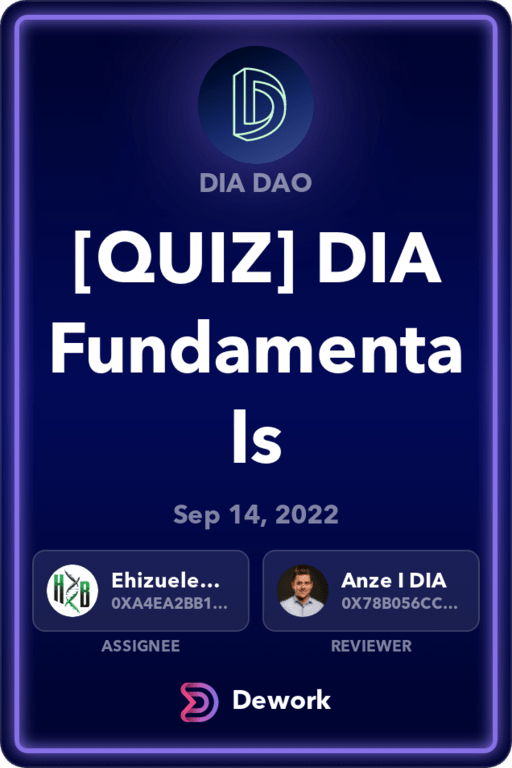 DIA DAO
[QUIZ] DIA
Fundamenta
ls
Sep 14, 2022
Ehizuele...
0XA4EA2BB1...
Anze I DIA
0X78B056CC...
ASSIGNEE
REVIEWER
Dework